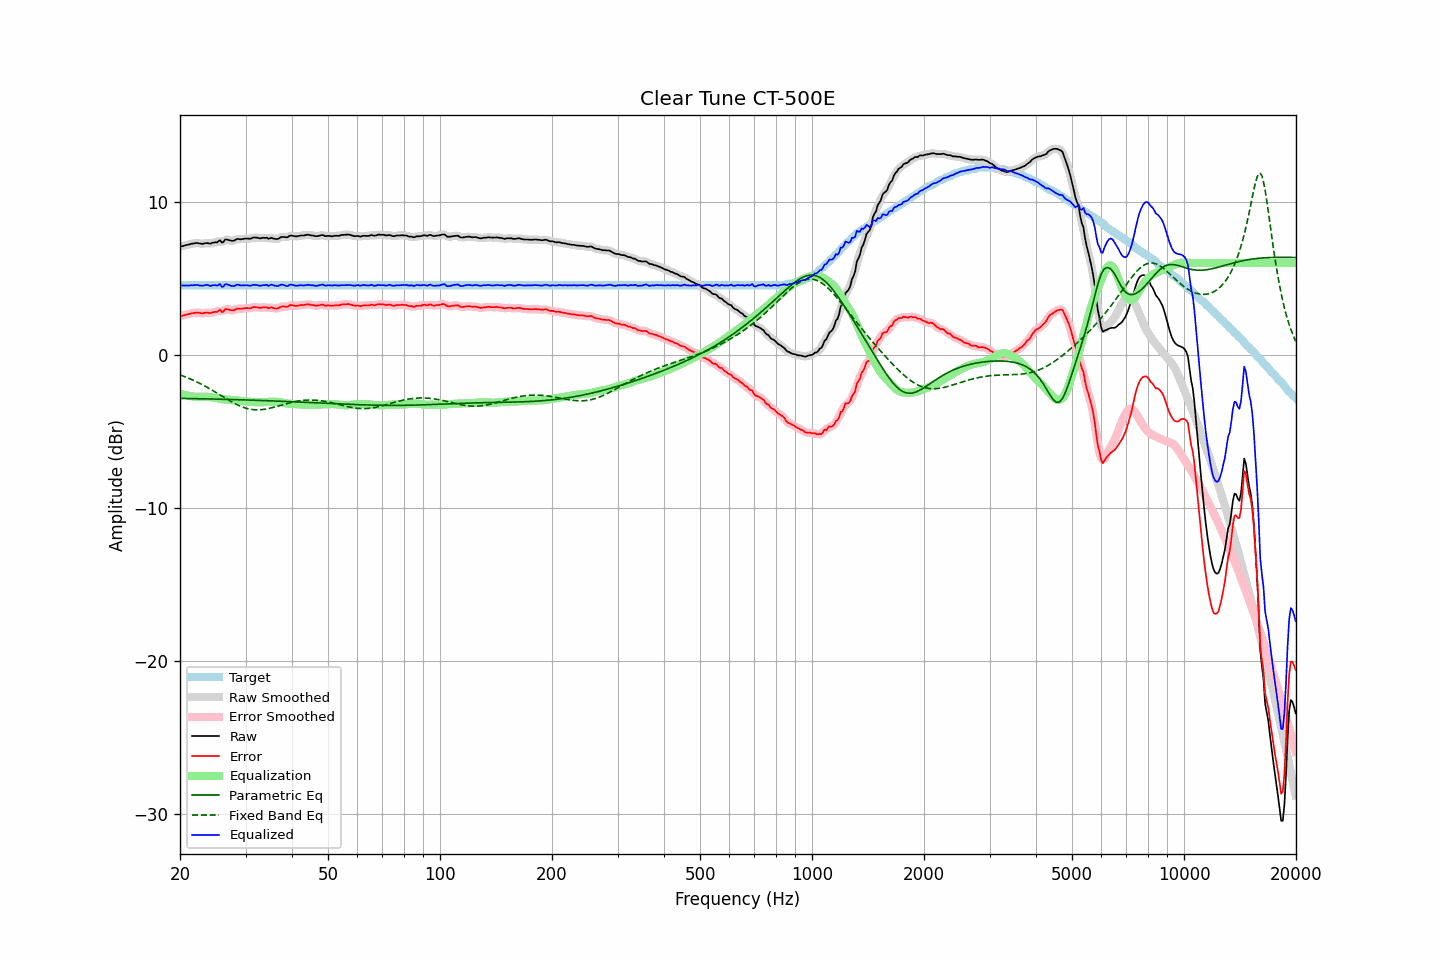 Clear Tune CT-500E
Amplitude (dBr)
10
0
−10
−20
−30
Target
Raw Smoothed
Error Smoothed
Raw
Error
Equalization
Parametric Eq
Fixed Band Eq
Equalized
20 50 100 200 500 1000 2000 5000 10000 20000
Frequency (Hz)